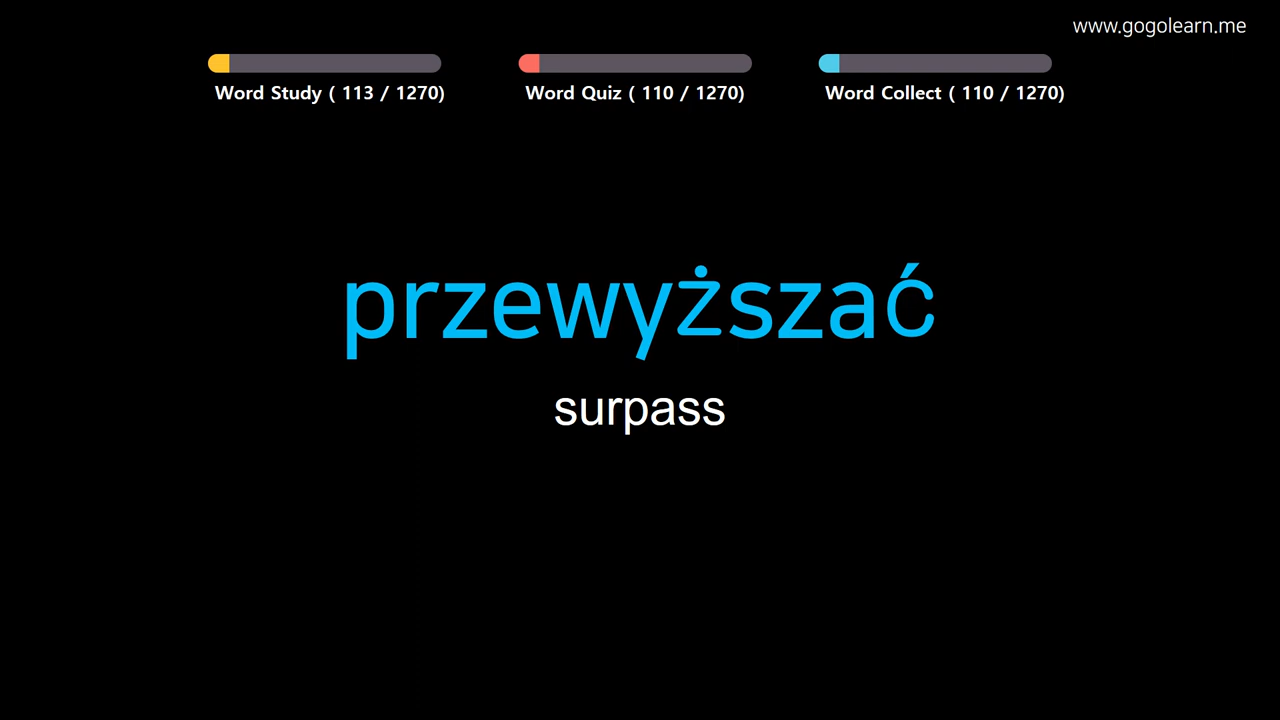 www.gogolearn.me
Word Study ( 113 / 1270)
Word Quiz ( 110 / 1270)
Word Collect ( 110 / 1270)
przewyższać
surpass